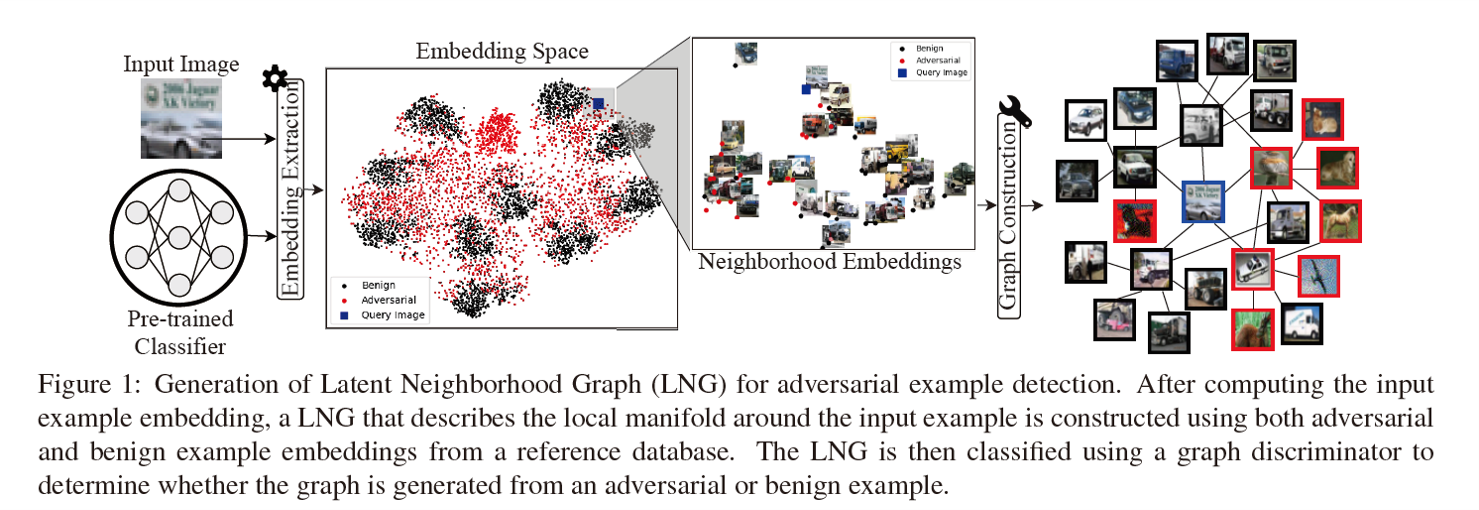 Input Image
2006 Jaguar
XK Victory
Pre-trained
Classifier
Embedding Extraction
Embedding Space
Benign
Adversarial
Query Image
Benign
Adversarial
Query Image
Neighborhood Embeddings
Graph Construction
Figure 1: Generation of Latent Neighborhood Graph (LNG) for adversarial example detection. After computing the input
example embedding, a LNG that describes the local manifold around the input example is constructed using both adversarial
and benign example embeddings from a reference database. The LNG is then classified using a graph discriminator to
determine whether the graph is generated from an adversarial or benign example.